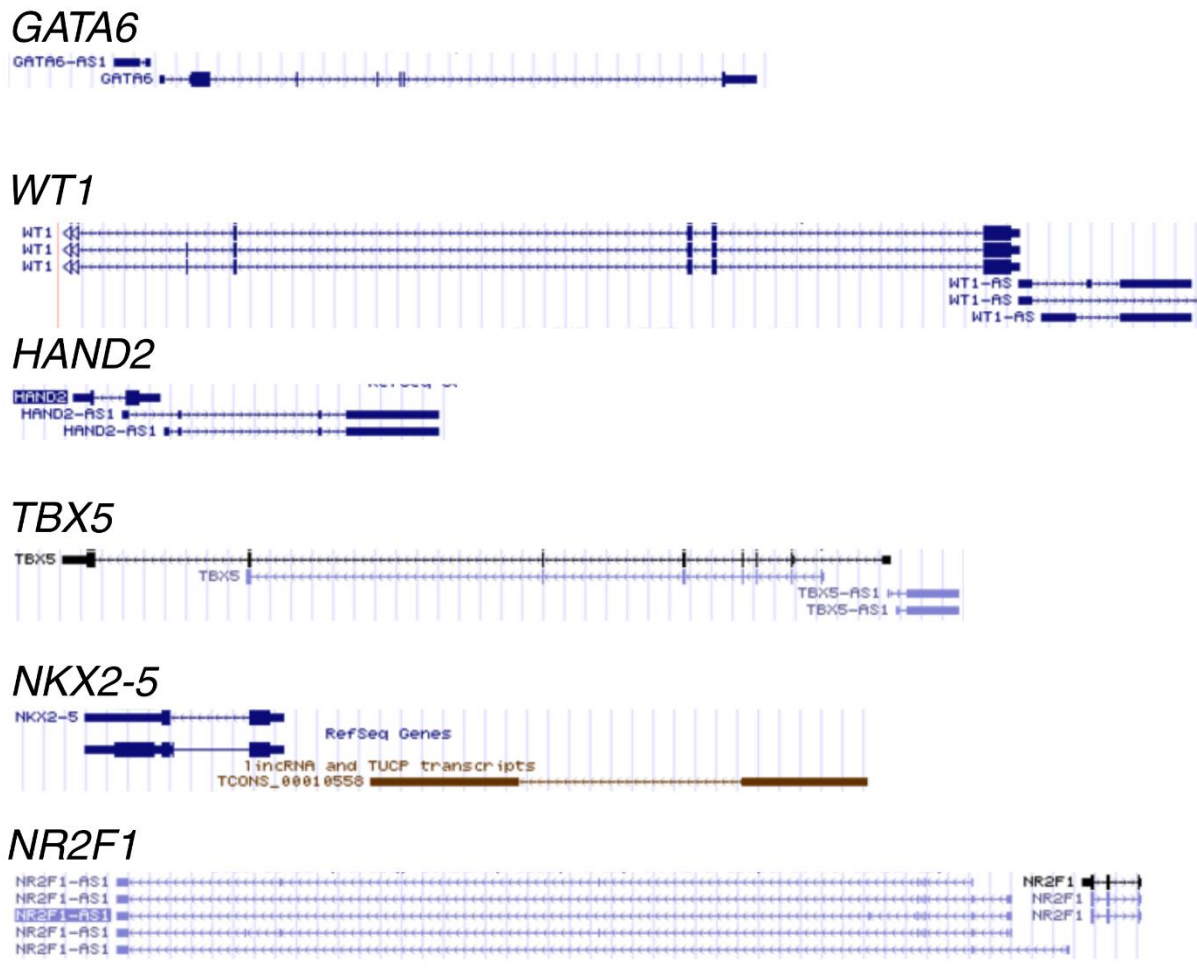 GATA6
GATA6-AS1
GATA6
WT1
WT1
WT1
WT1
WT1-AS
WT1-AS
WT1-AS
HAND2
HAND2
HAND2-AS1
HAND2-AS1
TBX5
TBX5
TBX5
TBX5-AS1
TBX5-AS1
NKX2-5
NKX2-5
RefSeq Genes
lincRNA and TUCP transcripts
TCONS_00010558
NR2F1
NR2F1-AS1 NR2F1
NR2F1-AS1 NR2F1
NR2F1-AS1 NR2F1
NR2F1-AS1
NR2F1-AS1